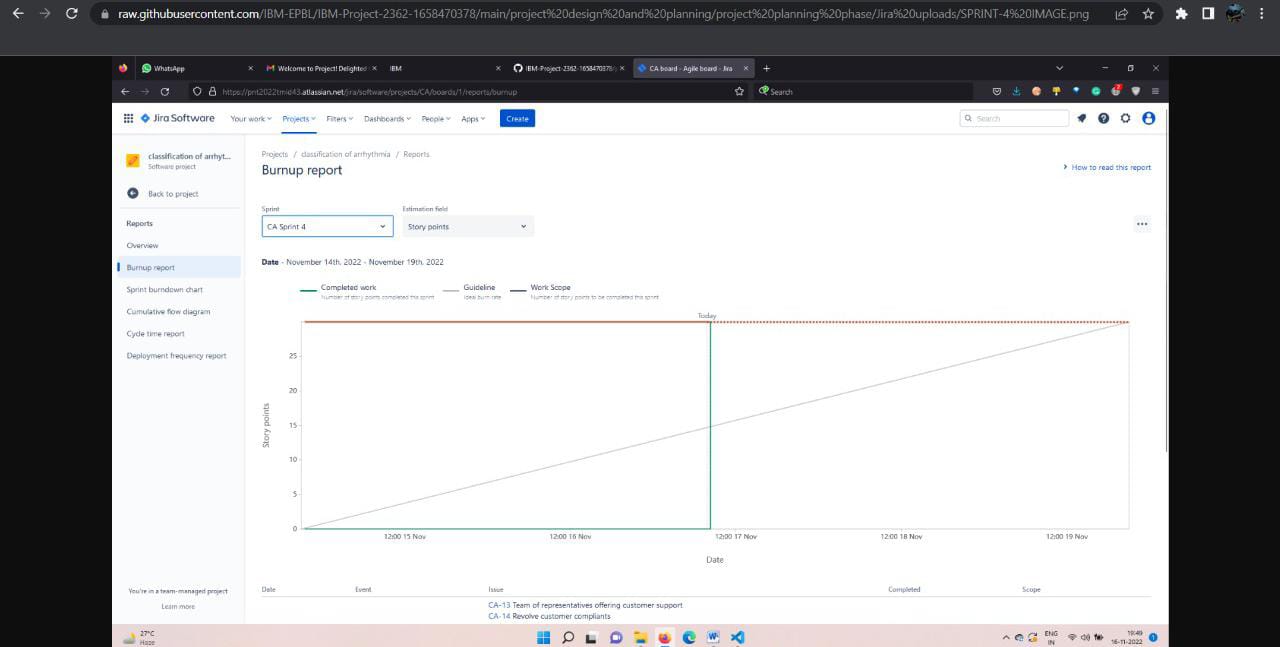 raw.githubusercontent.com/IBM-EPBL/IBM-Project-2362-1658470378/main/project%20design%20and%20planning/project%20planning%20phase/Jira%20uploads/SPRINT-4%20IMAGE.png
WhatsApp
Welcome to Project! Delighted
IBM
IBM-Project-2362-1658470378/
CA board - Agile board - Jira
https://pnt2022tmid43.atlassian.net/jira/software/projects/CA/boards/1/reports/burnup
Search
Jira Software
Your work
Projects
Filters
Dashboards
People
Apps
Create
Search
classification of arrhyt...
Software project
Back to project
Reports
Overview
Burnup report
Sprint burndown chart
Cumulative flow diagram
Cycle time report
Deployment frequency report
You're in a team-managed project
Learn more
Projects / classification of arrhythmia / Reports
Burnup report
How to read this report
Sprint
Estimation field
CA Sprint 4
Story points
Date - November 14th, 2022 - November 19th, 2022
Completed work
Number of story points completed this sprint
Guideline
Ideal burn rate
Work Scope
Number of story points to be completed this sprint
Today
25
20
15
10
5
0
Story points
12:00 15 Nov
12:00 16 Nov
12:00 17 Nov
12:00 18 Nov
12:00 19 Nov
Date
Date Event Issue Completed Scope
CA-13 Team of representatives offering customer support
CA-14 Revolve customer compliants
27°C
Haze
ENG
IN
19:49
16-11-2022